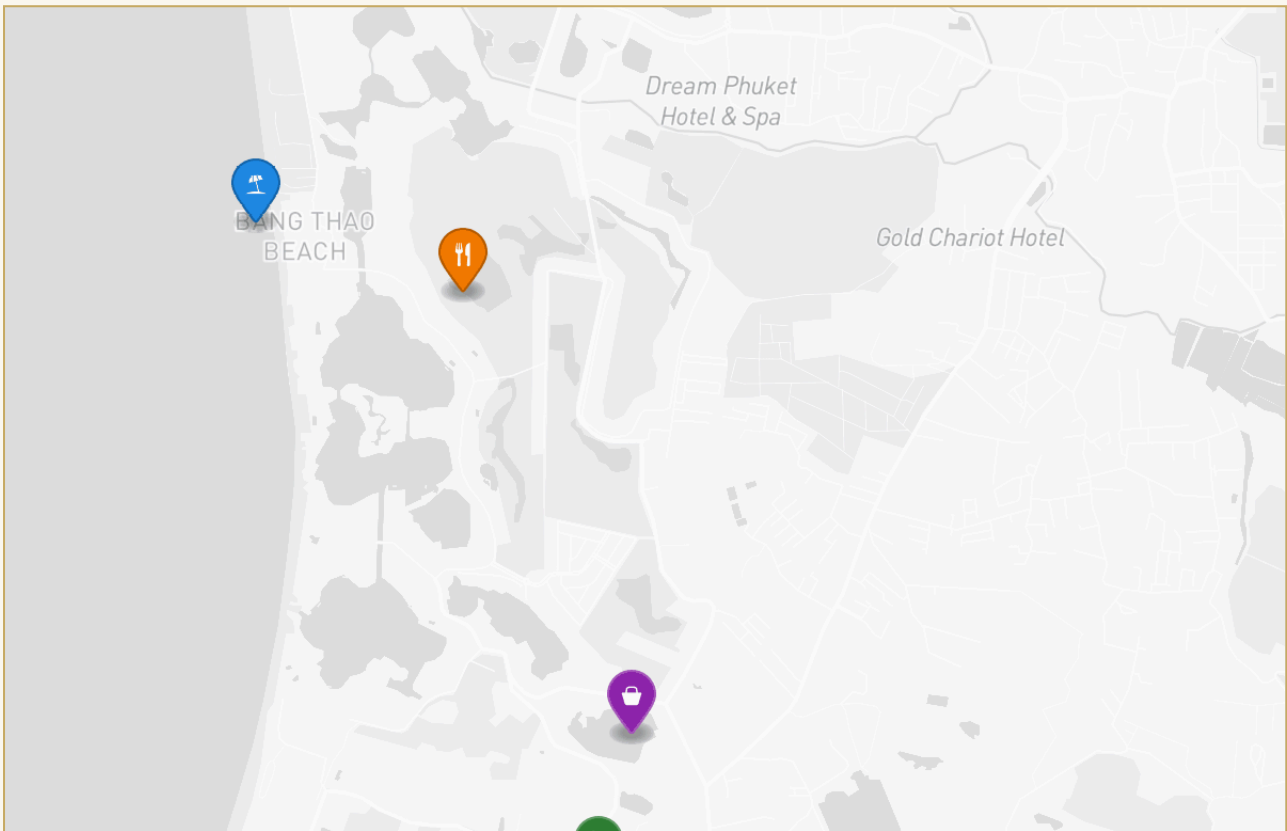 Dream Phuket
Hotel & Spa
BANG THAO
BEACH
Gold Chariot Hotel